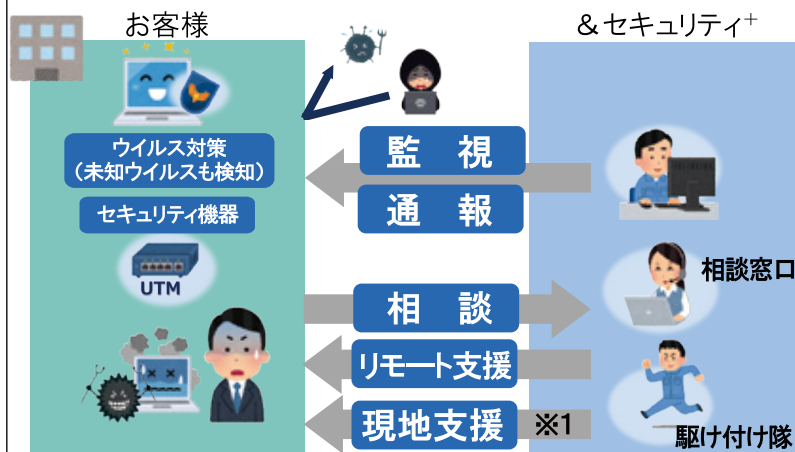 お客様
&セキュリティ⁺
ウイルス対策
（未知ウイルスも検知）
セキュリティ機器
UTM
監　視
通　報
相　談
リモート支援
現地支援
※1
相談窓口
駆け付け隊